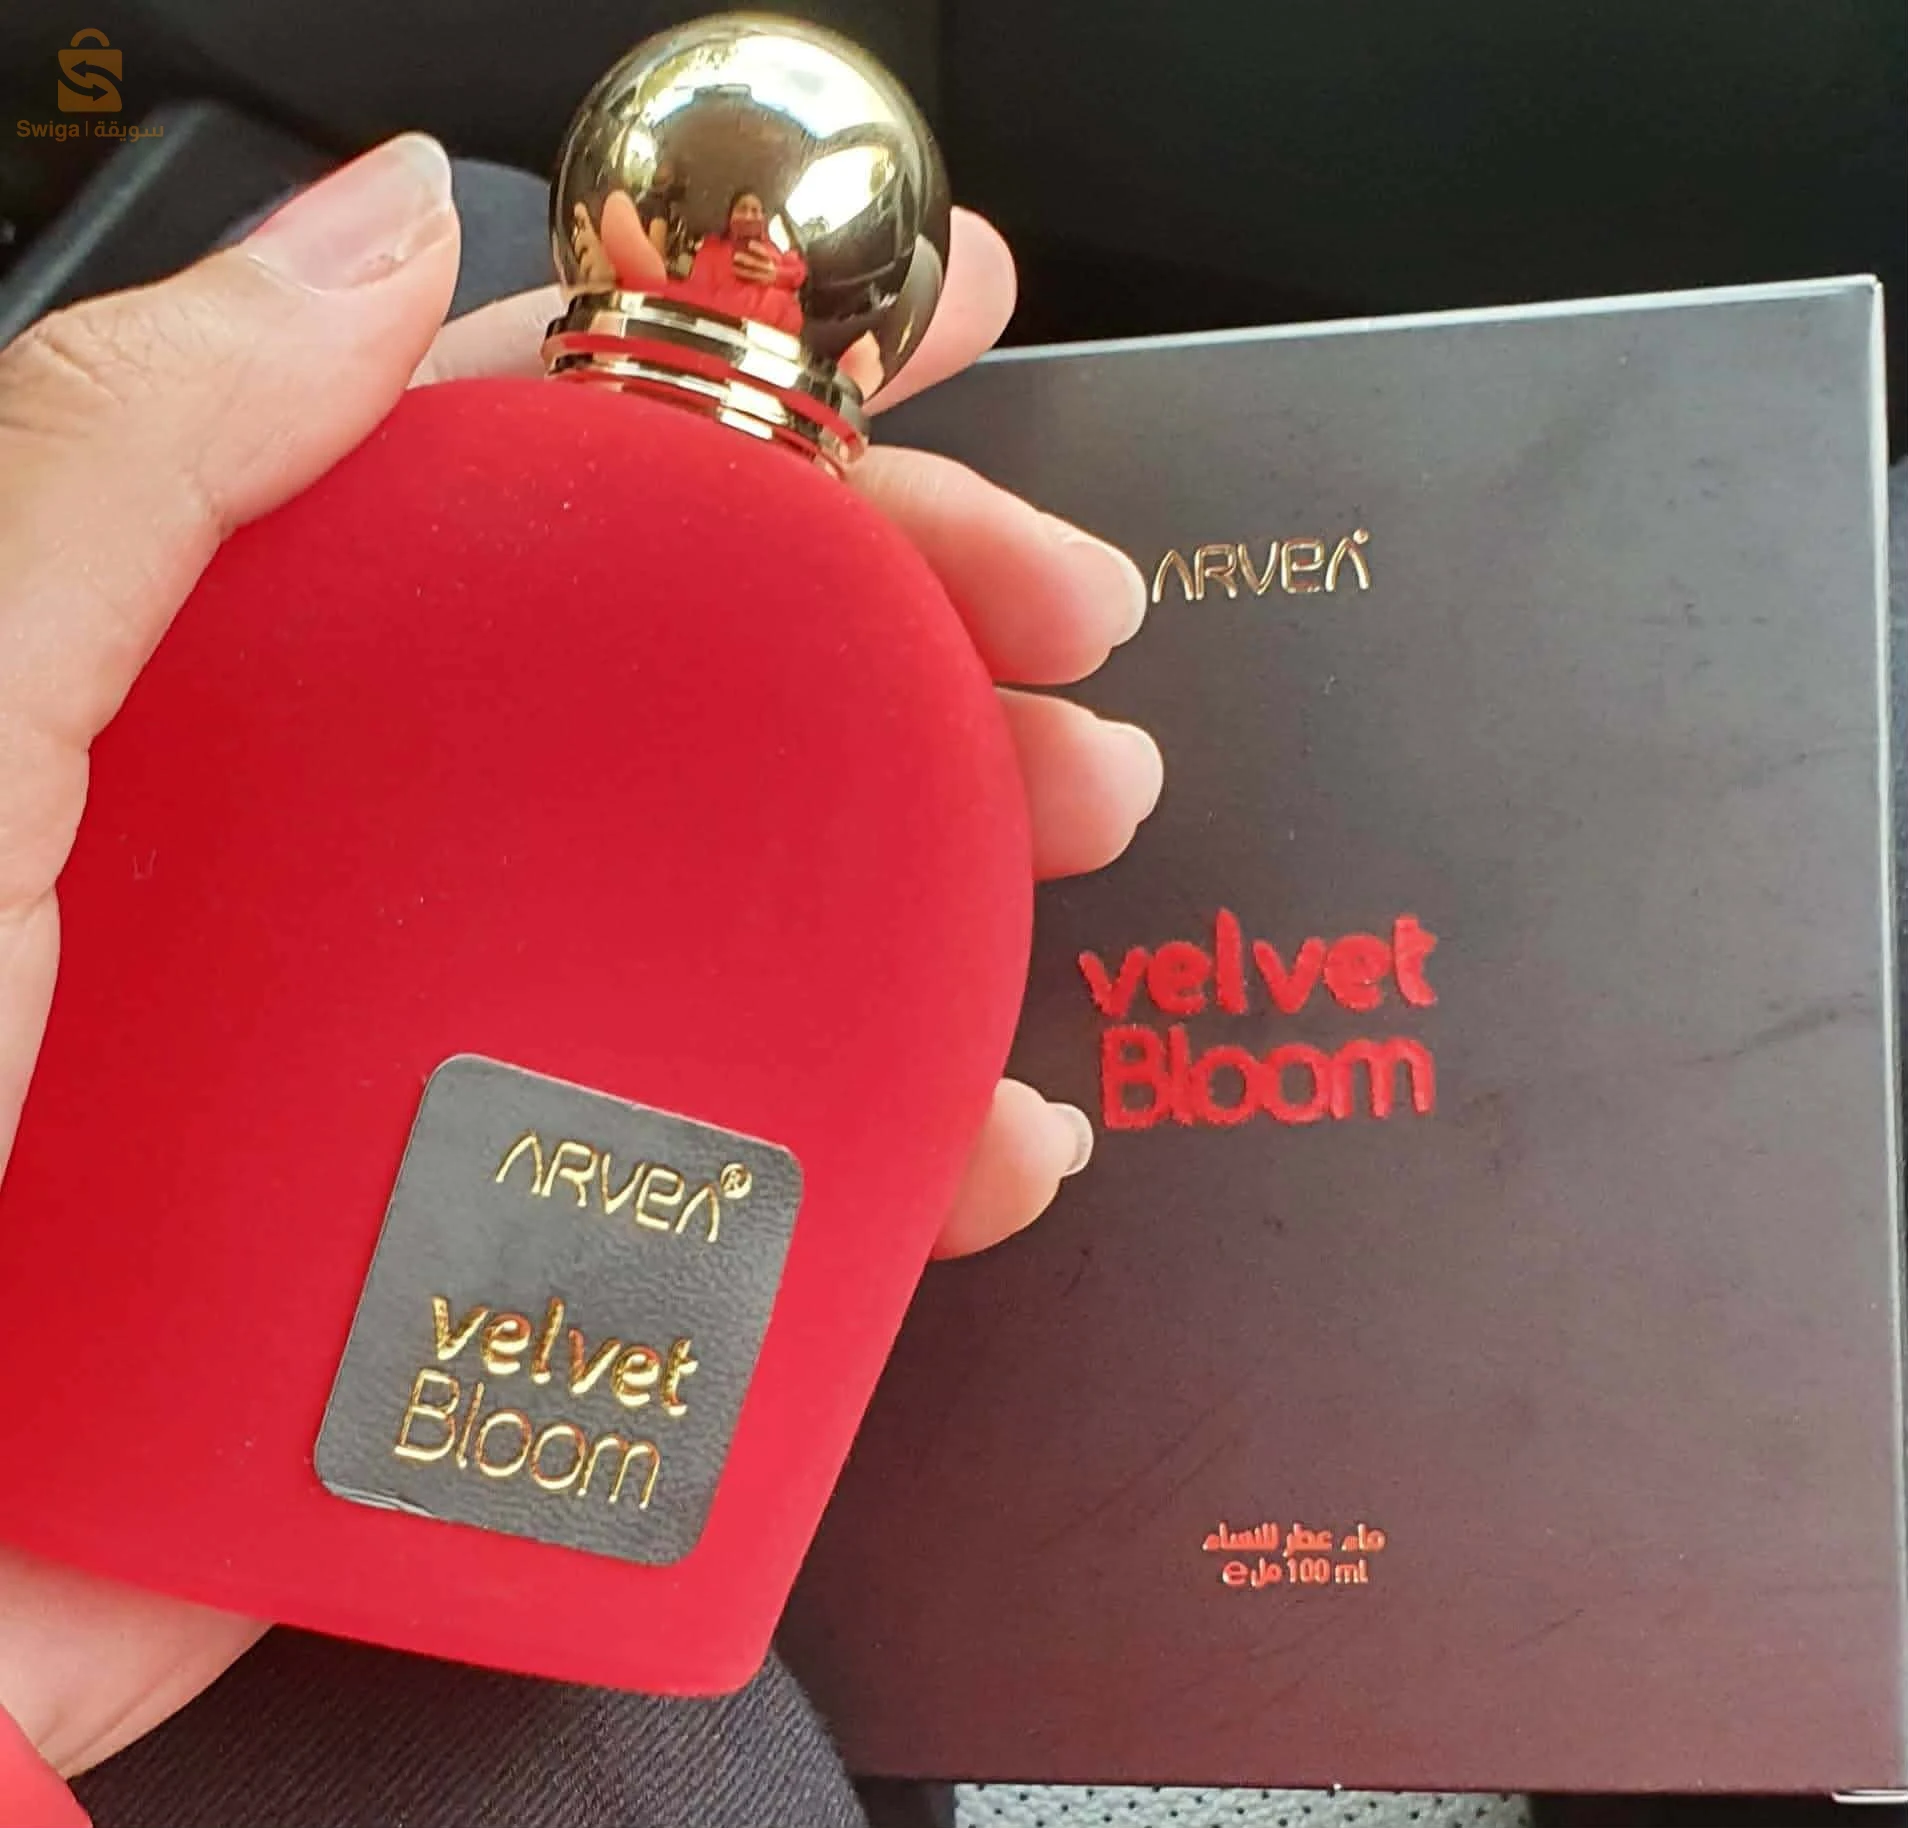 Swiga | سويقة
ARVEA
velvet
Bloom
ماء عطر للنساء
100 ml مل e
ARVEA®
velvet
Bloom